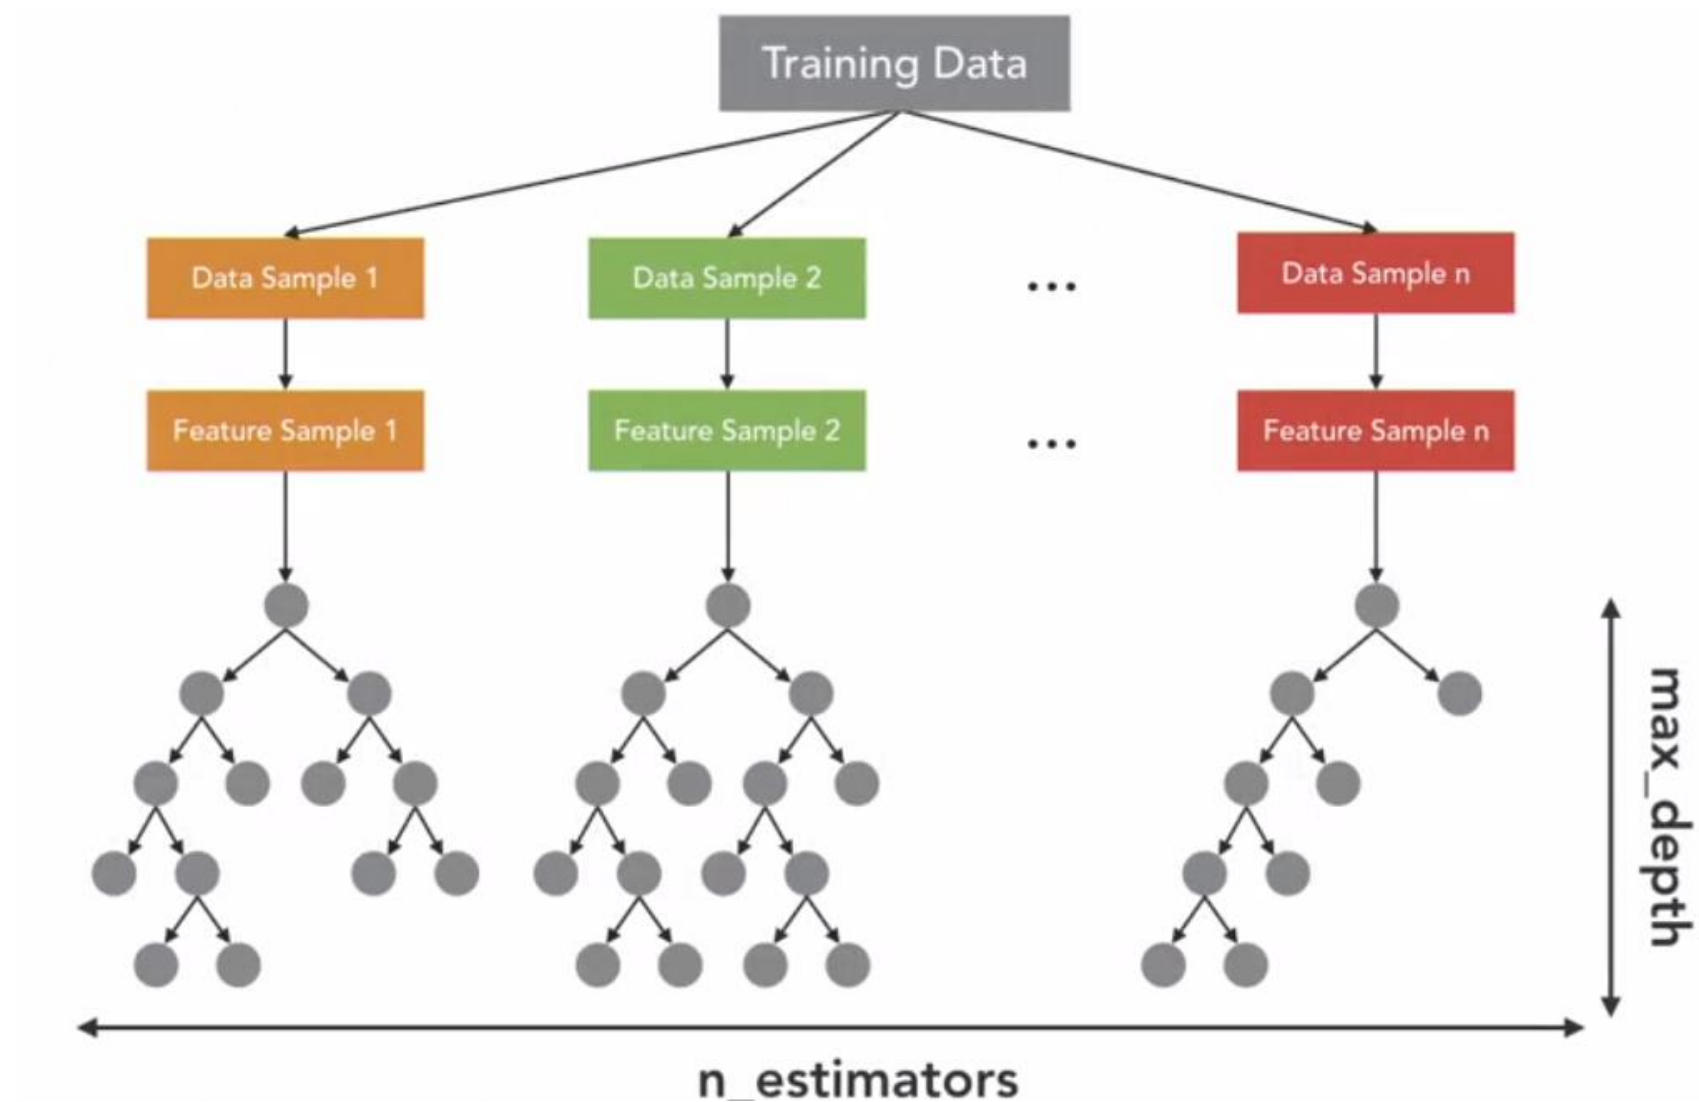 Training Data
Data Sample 1
Data Sample 2
...
Data Sample n
Feature Sample 1
Feature Sample 2
...
Feature Sample n
max_depth
n_estimators